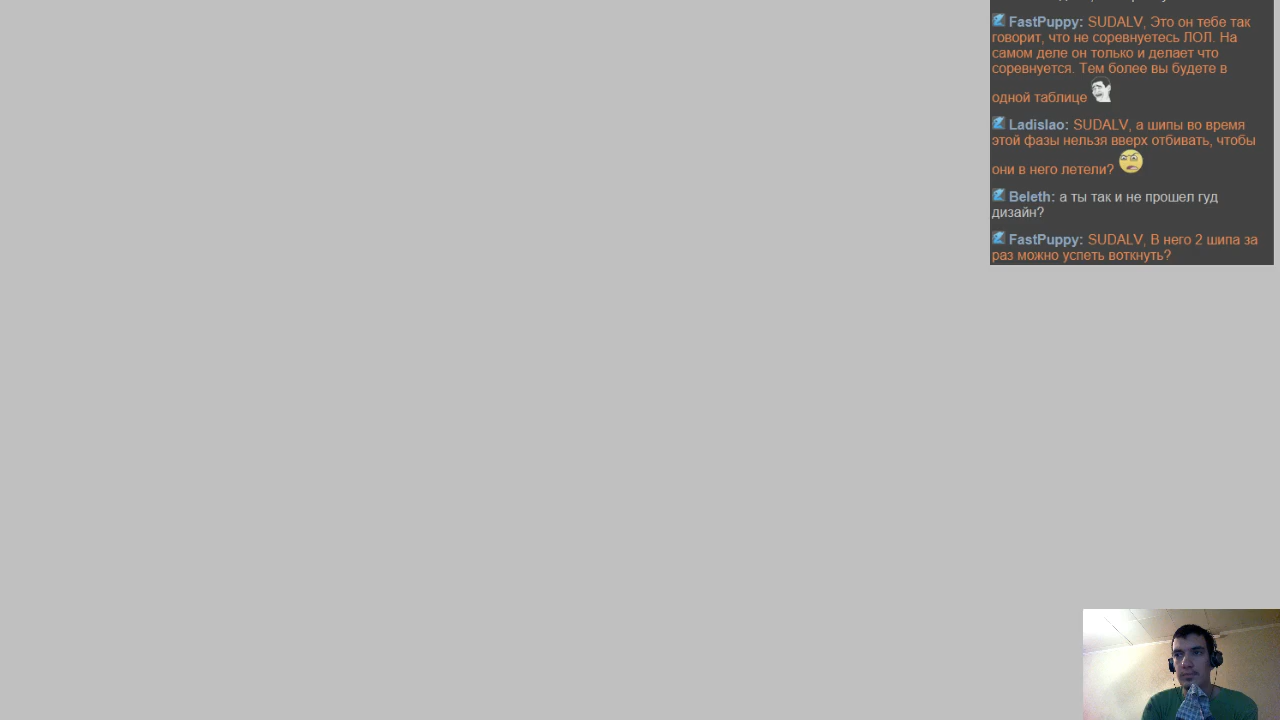 FastPuppy: SUDALV, Это он тебе так
говорит, что не соревнуетесь ЛОЛ. На
самом деле он только и делает что
соревнуется. Тем более вы будете в
одной таблице
Ladislao: SUDALV, а шипы во время
этой фазы нельзя вверх отбивать, чтобы
они в него летели?
Beleth: а ты так и не прошел гуд
дизайн?
FastPuppy: SUDALV, В него 2 шипа за
раз можно успеть воткнуть?